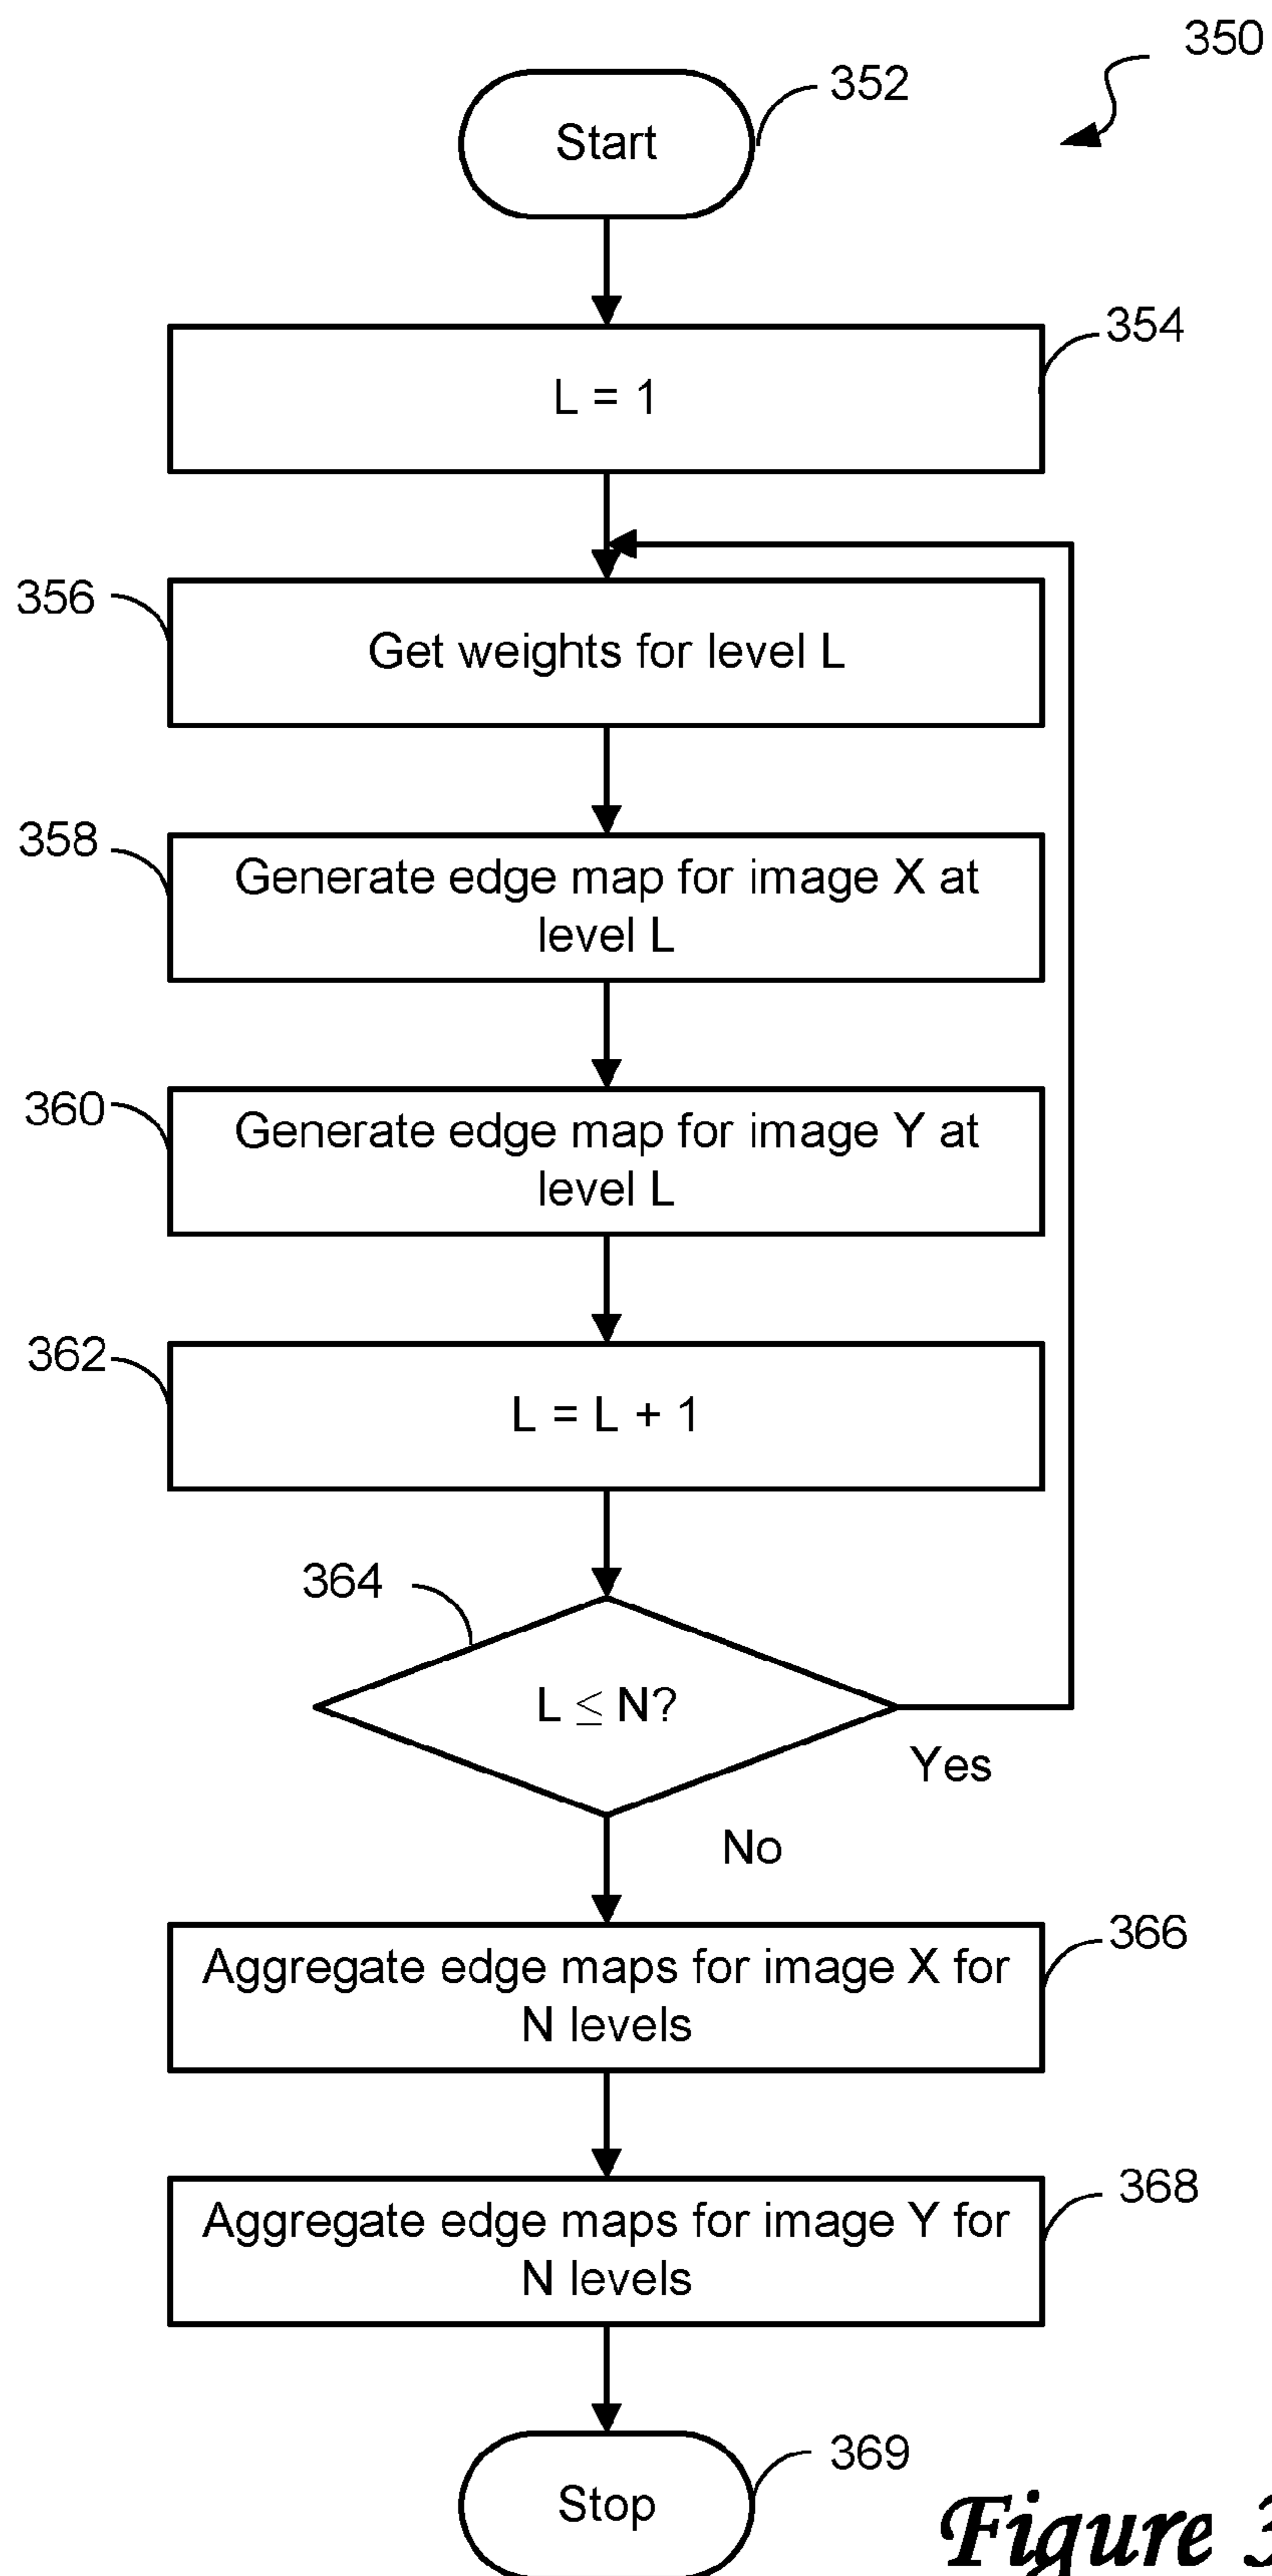 350
352
Start
354
L = 1
356
Get weights for level L
358
Generate edge map for image X at
level L
360
Generate edge map for image Y at
level L
362
L = L + 1
364
L ≤ N?
Yes
No
366
Aggregate edge maps for image X for
N levels
368
Aggregate edge maps for image Y for
N levels
369
Stop
Figure 3